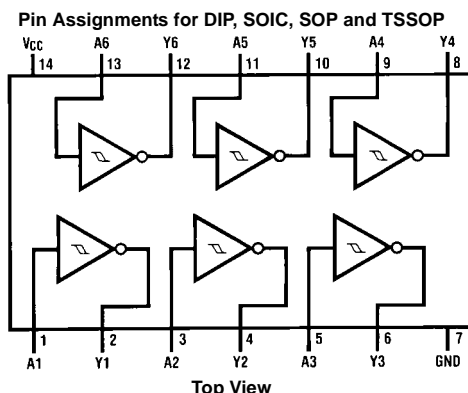 Pin Assignments for DIP, SOIC, SOP and TSSOP
VCC A6 Y6 A5 Y5 A4 Y4
14 13 12 11 10 9 8
1 2 3 4 5 6 7
A1 Y1 A2 Y2 A3 Y3 GND
Top View